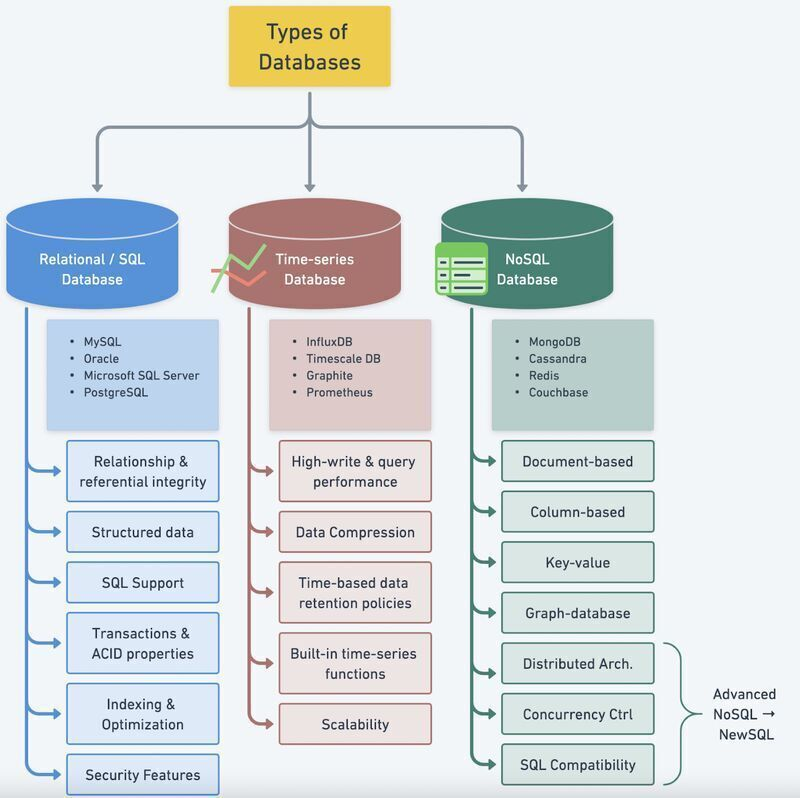 Types of
Databases
Relational / SQL
Database
MySQL
Oracle
Microsoft SQL Server
PostgreSQL
Relationship &
referential integrity
Structured data
SQL Support
Transactions &
ACID properties
Indexing &
Optimization
Security Features
Time-series
Database
InfluxDB
Timescale DB
Graphite
Prometheus
High-write & query
performance
Data Compression
Time-based data
retention policies
Built-in time-series
functions
Scalability
NoSQL
Database
MongoDB
Cassandra
Redis
Couchbase
Document-based
Column-based
Key-value
Graph-database
Distributed Arch.
Concurrency Ctrl
SQL Compatibility
Advanced
NoSQL →
NewSQL